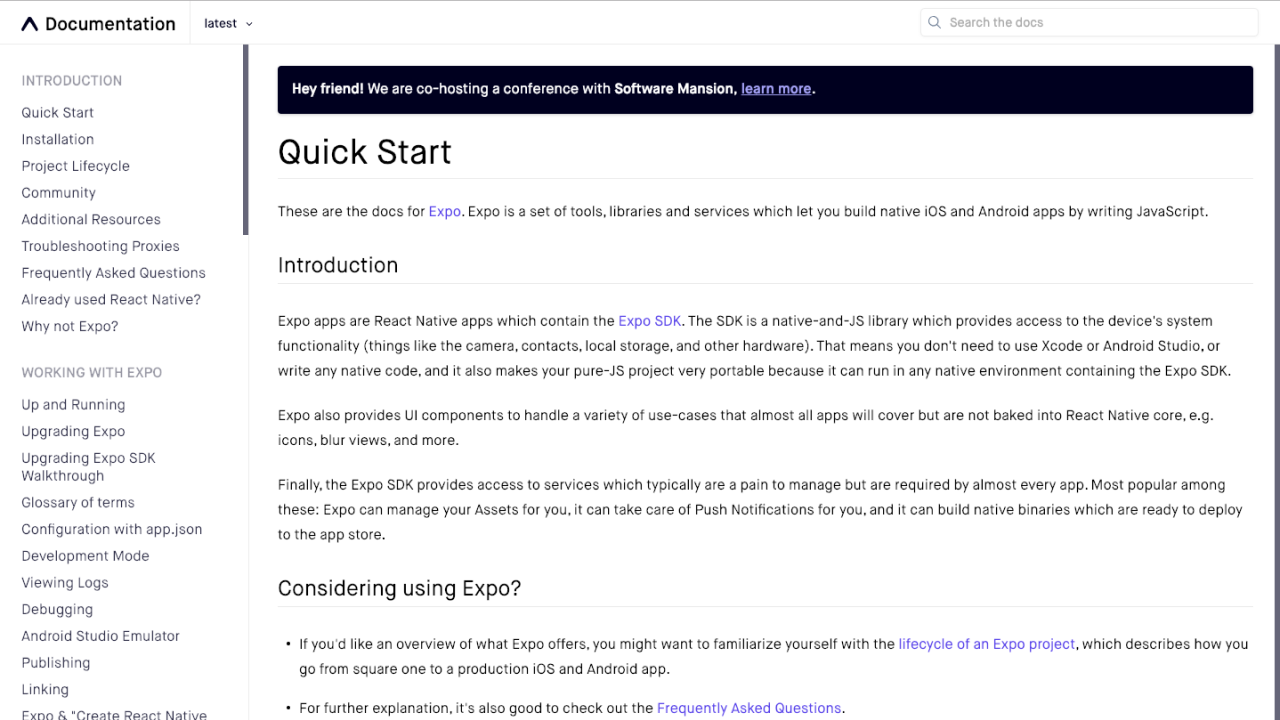 Documentation
latest
Search the docs
INTRODUCTION
Quick Start
Installation
Project Lifecycle
Community
Additional Resources
Troubleshooting Proxies
Frequently Asked Questions
Already used React Native?
Why not Expo?
WORKING WITH EXPO
Up and Running
Upgrading Expo
Upgrading Expo SDK
Walkthrough
Glossary of terms
Configuration with app.json
Development Mode
Viewing Logs
Debugging
Android Studio Emulator
Publishing
Linking
Expo & "Create React Native
Hey friend! We are co-hosting a conference with Software Mansion, learn more.
Quick Start
These are the docs for Expo. Expo is a set of tools, libraries and services which let you build native iOS and Android apps by writing JavaScript.
Introduction
Expo apps are React Native apps which contain the Expo SDK. The SDK is a native-and-JS library which provides access to the device's system
functionality (things like the camera, contacts, local storage, and other hardware). That means you don't need to use Xcode or Android Studio, or
write any native code, and it also makes your pure-JS project very portable because it can run in any native environment containing the Expo SDK.
Expo also provides UI components to handle a variety of use-cases that almost all apps will cover but are not baked into React Native core, e.g.
icons, blur views, and more.
Finally, the Expo SDK provides access to services which typically are a pain to manage but are required by almost every app. Most popular among
these: Expo can manage your Assets for you, it can take care of Push Notifications for you, and it can build native binaries which are ready to deploy
to the app store.
Considering using Expo?
• If you'd like an overview of what Expo offers, you might want to familiarize yourself with the lifecycle of an Expo project, which describes how you
go from square one to a production iOS and Android app.
• For further explanation, it's also good to check out the Frequently Asked Questions.